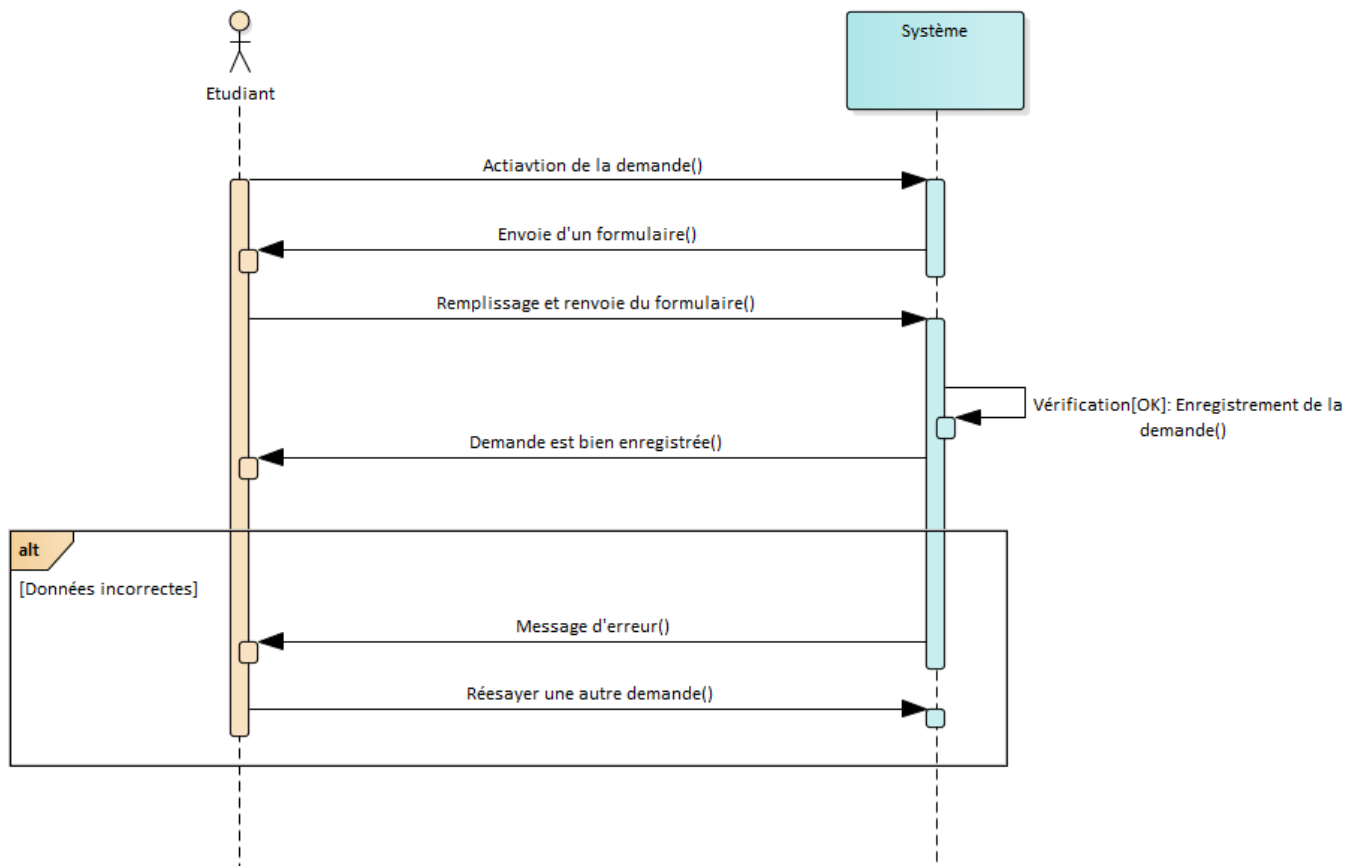 Système
Etudiant
Actiavtion de la demande()
Envoie d'un formulaire()
Remplissage et renvoie du formulaire()
Vérification[OK]: Enregistrement de la
demande()
Demande est bien enregistrée()
alt
[Données incorrectes]
Message d'erreur()
Réesayer une autre demande()